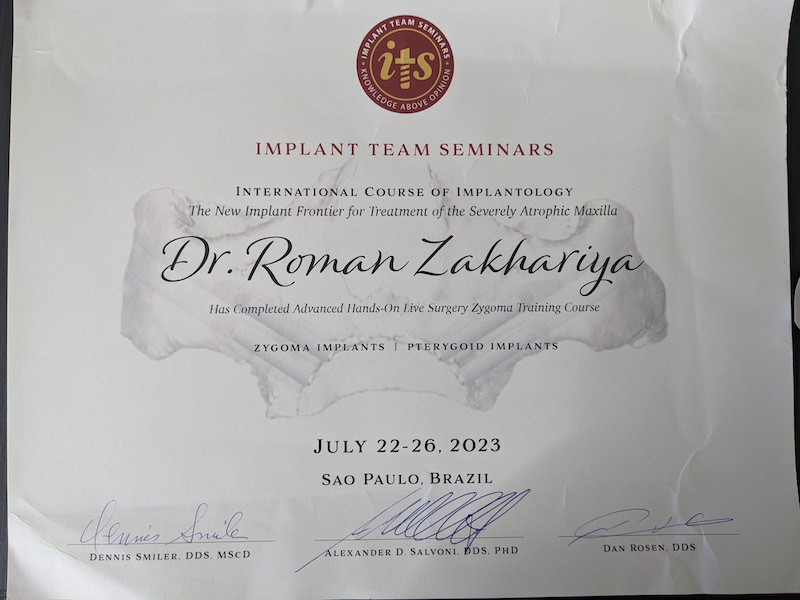 IMPLANT TEAM SEMINARS
its
KNOWLEDGE ABOVE OPINION
IMPLANT TEAM SEMINARS
INTERNATIONAL COURSE OF IMPLANTOLOGY
The New Implant Frontier for Treatment of the Severely Atrophic Maxilla
Dr. Roman Zakhariya
Has Completed Advanced Hands-On Live Surgery Zygoma Training Course
ZYGOMA IMPLANTS | PTERYGOID IMPLANTS
JULY 22-26, 2023
SAO PAULO, BRAZIL
Dennis Smiler
DENNIS SMILER, DDS, MSCD
ALEXANDER D. SALVONI, DDS, PHD
DAN ROSEN, DDS